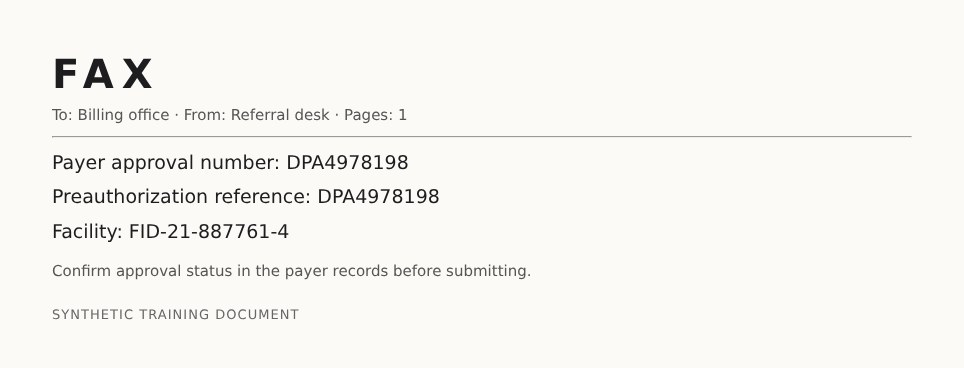 FAX
To: Billing office · From: Referral desk · Pages: 1
Payer approval number: DPA4978198
Preauthorization reference: DPA4978198
Facility: FID-21-887761-4
Confirm approval status in the payer records before submitting.
SYNTHETIC TRAINING DOCUMENT